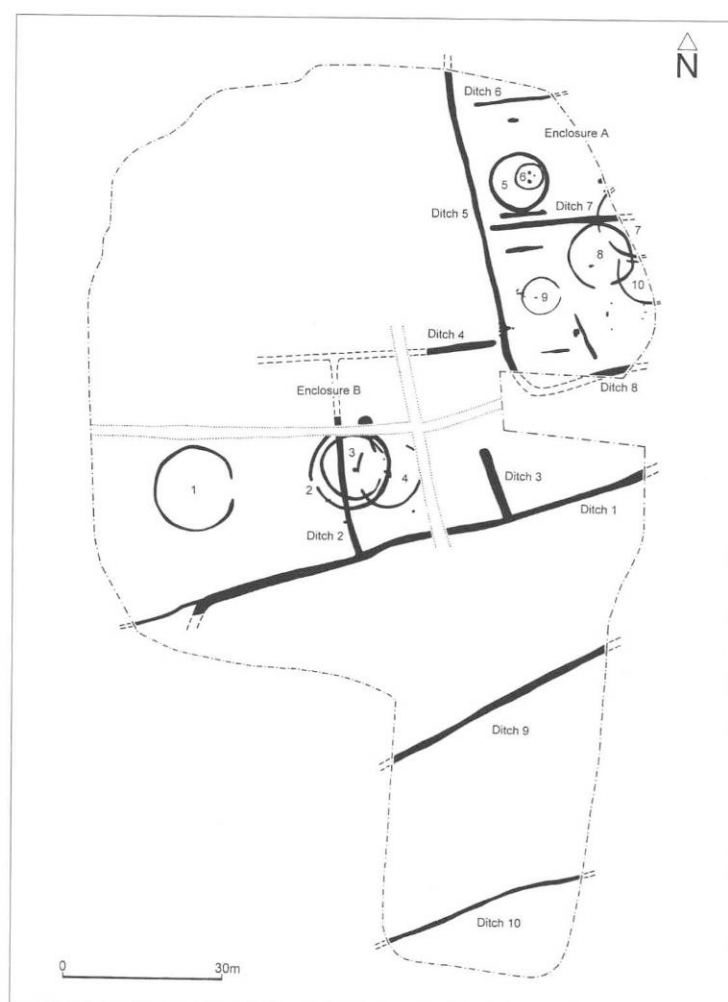 N
Ditch 6
Enclosure A
6
5
Ditch 5
Ditch 7
7
8
10
9
Ditch 4
Ditch 8
Enclosure B
3
1
2
4
Ditch 3
Ditch 1
Ditch 2
Ditch 9
Ditch 10
0
30m